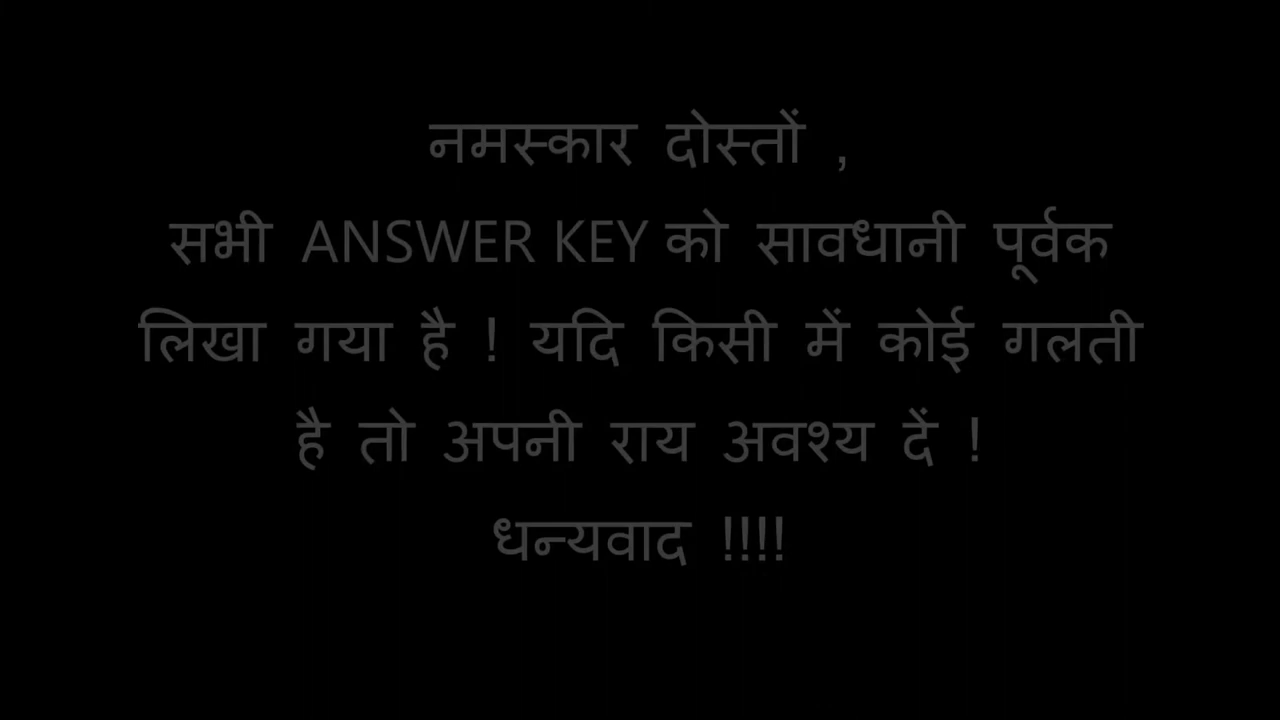 नमस्कार दोस्तों ,
सभी ANSWER KEY को सावधानी पूर्वक
लिखा गया है ! यदि किसी में कोई गलती
है तो अपनी राय अवश्य दें !
धन्यवाद !!!!